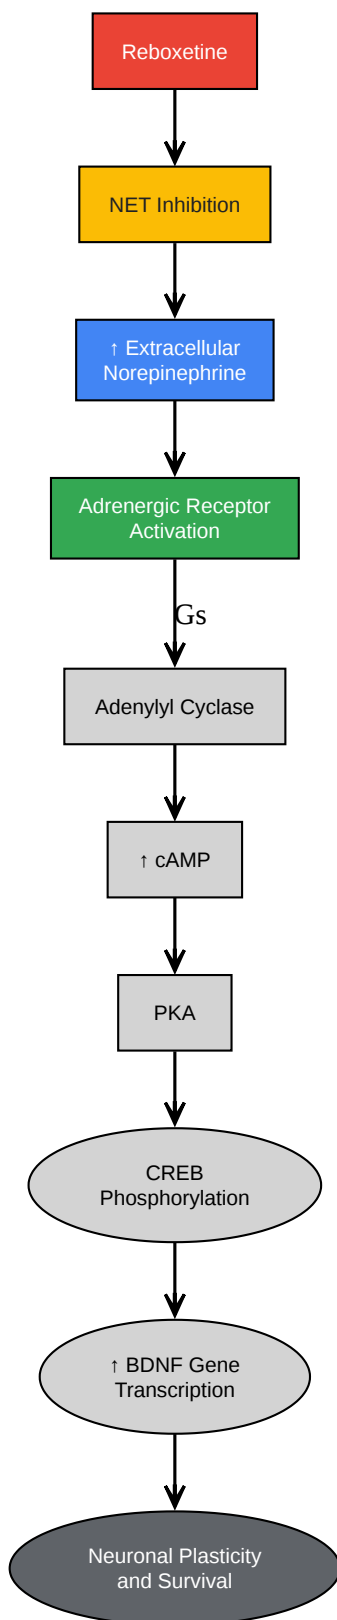 Reboxetine
NET Inhibition
↑ Extracellular
Norepinephrine
Adrenergic Receptor
Activation
Gs
Adenylyl Cyclase
↑ cAMP
PKA
CREB
Phosphorylation
↑ BDNF Gene
Transcription
Neuronal Plasticity
and Survival